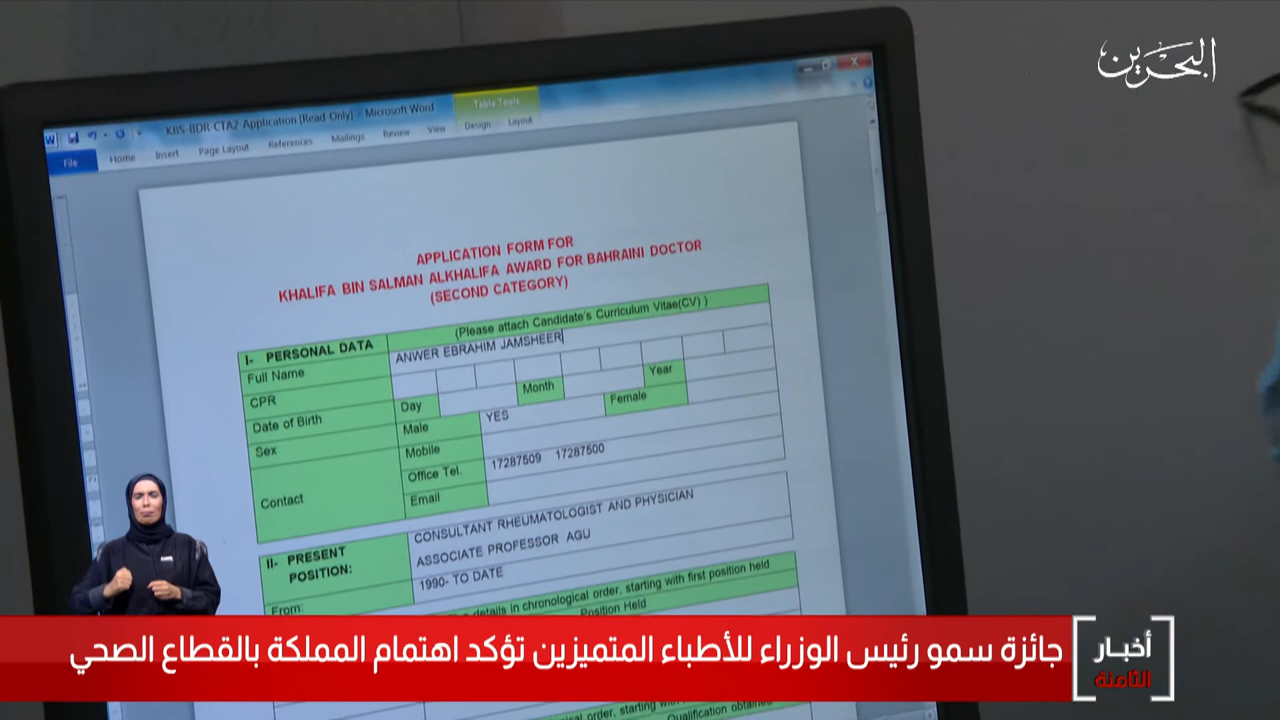 البحرين
KBS-BDR-CTA2-Application [Read-Only] - Microsoft Word
Table Tools
File Home Insert Page Layout References Mailings Review View Design Layout
APPLICATION FORM FOR
KHALIFA BIN SALMAN ALKHALIFA AWARD FOR BAHRAINI DOCTOR
(SECOND CATEGORY)
(Please attach Candidate's Curriculum Vitae(CV) )
I- PERSONAL DATA
Full Name ANWER EBRAHIM JAMSHEER
CPR
Date of Birth Day Month Year
Sex Male YES Female
Contact
Mobile
Office Tel. 17287509 17287500
Email
II- PRESENT POSITION:
CONSULTANT RHEUMATOLOGIST AND PHYSICIAN
ASSOCIATE PROFESSOR AGU
From: 1990- TO DATE
details in chronological order, starting with first position held
Position Held
جائزة سمو رئيس الوزراء للأطباء المتميزين تؤكد اهتمام المملكة بالقطاع الصحي
أخبار
الثامنة
order, starting with
Qualification obtained